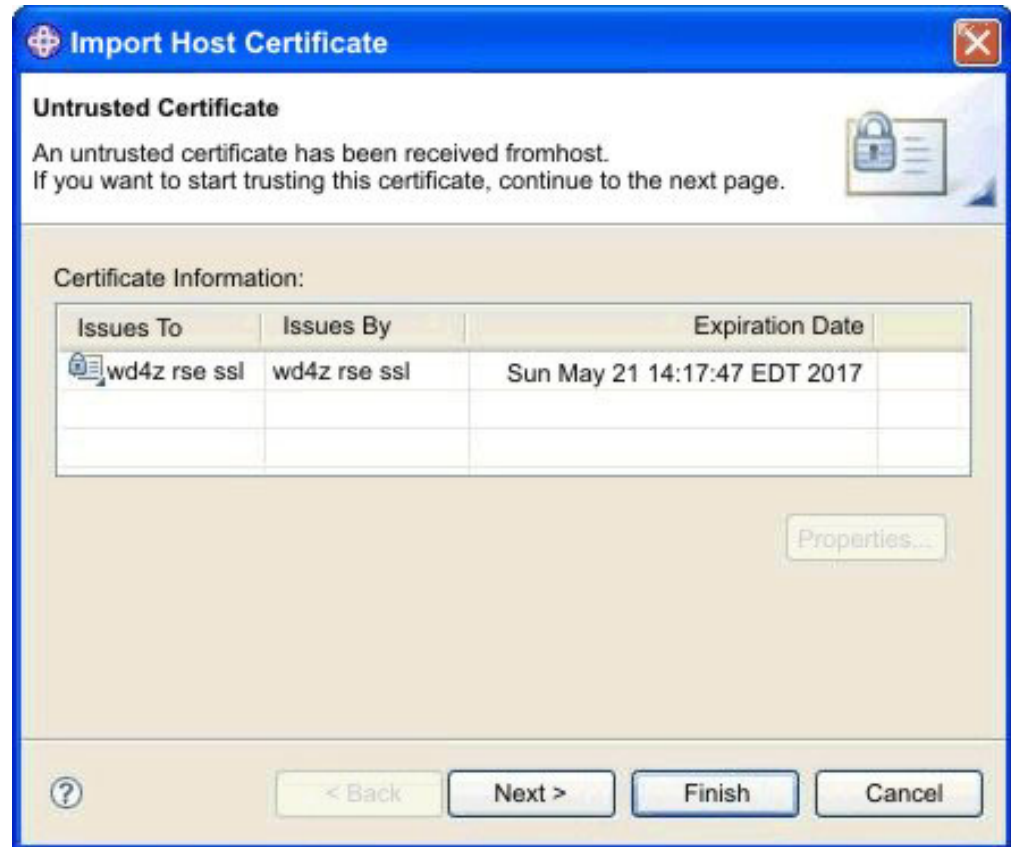 Import Host Certificate
Untrusted Certificate
An untrusted certificate has been received fromhost.
If you want to start trusting this certificate, continue to the next page.
Certificate Information:
Issues To Issues By Expiration Date
wd4z rse ssl wd4z rse ssl Sun May 21 14:17:47 EDT 2017
Properties...
? < Back Next > Finish Cancel